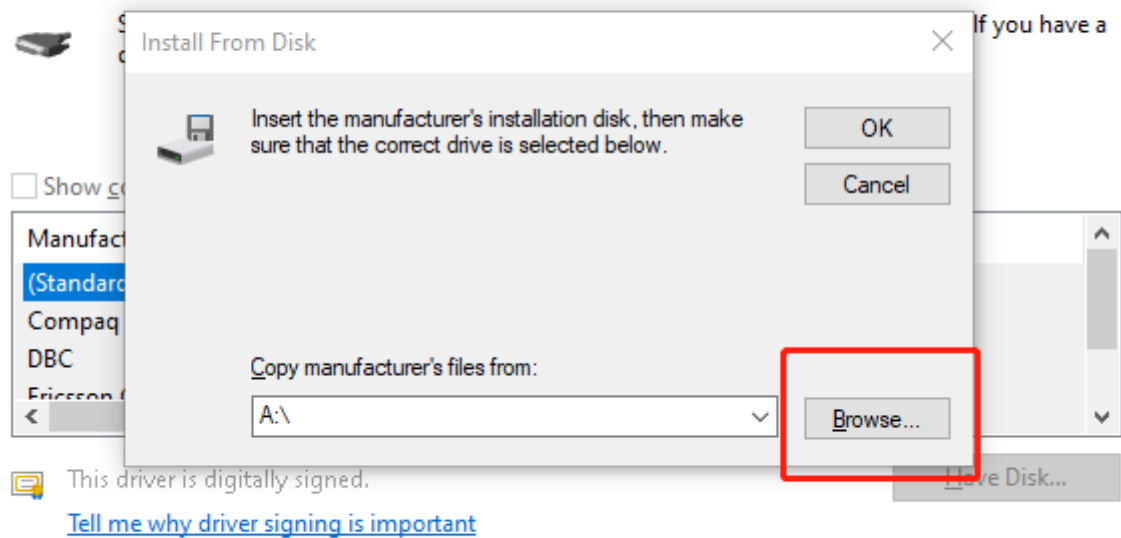 If you have a
Install From Disk
Insert the manufacturer's installation disk, then make
sure that the correct drive is selected below.
OK
Cancel
Show
Manufact
(Standard
Compaq
DBC
Ericsson (
Copy manufacturer's files from:
A:\
Browse...
Have Disk...
This driver is digitally signed.
Tell me why driver signing is important